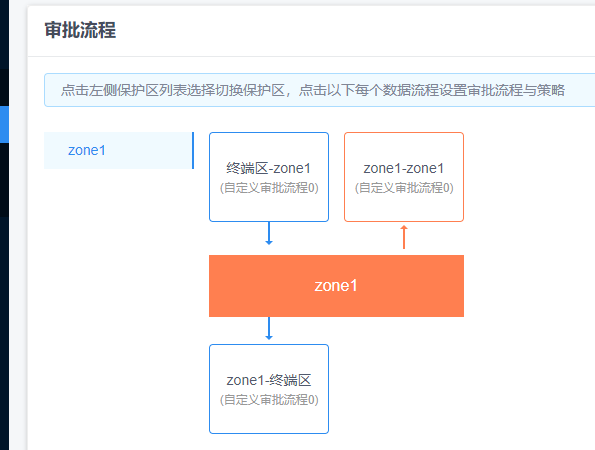 审批流程
点击左侧保护区列表选择切换保护区，点击以下每个数据流程设置审批流程与策略
zone1
终端区-zone1
(自定义审批流程0)
zone1-zone1
(自定义审批流程0)
zone1
zone1-终端区
(自定义审批流程0)